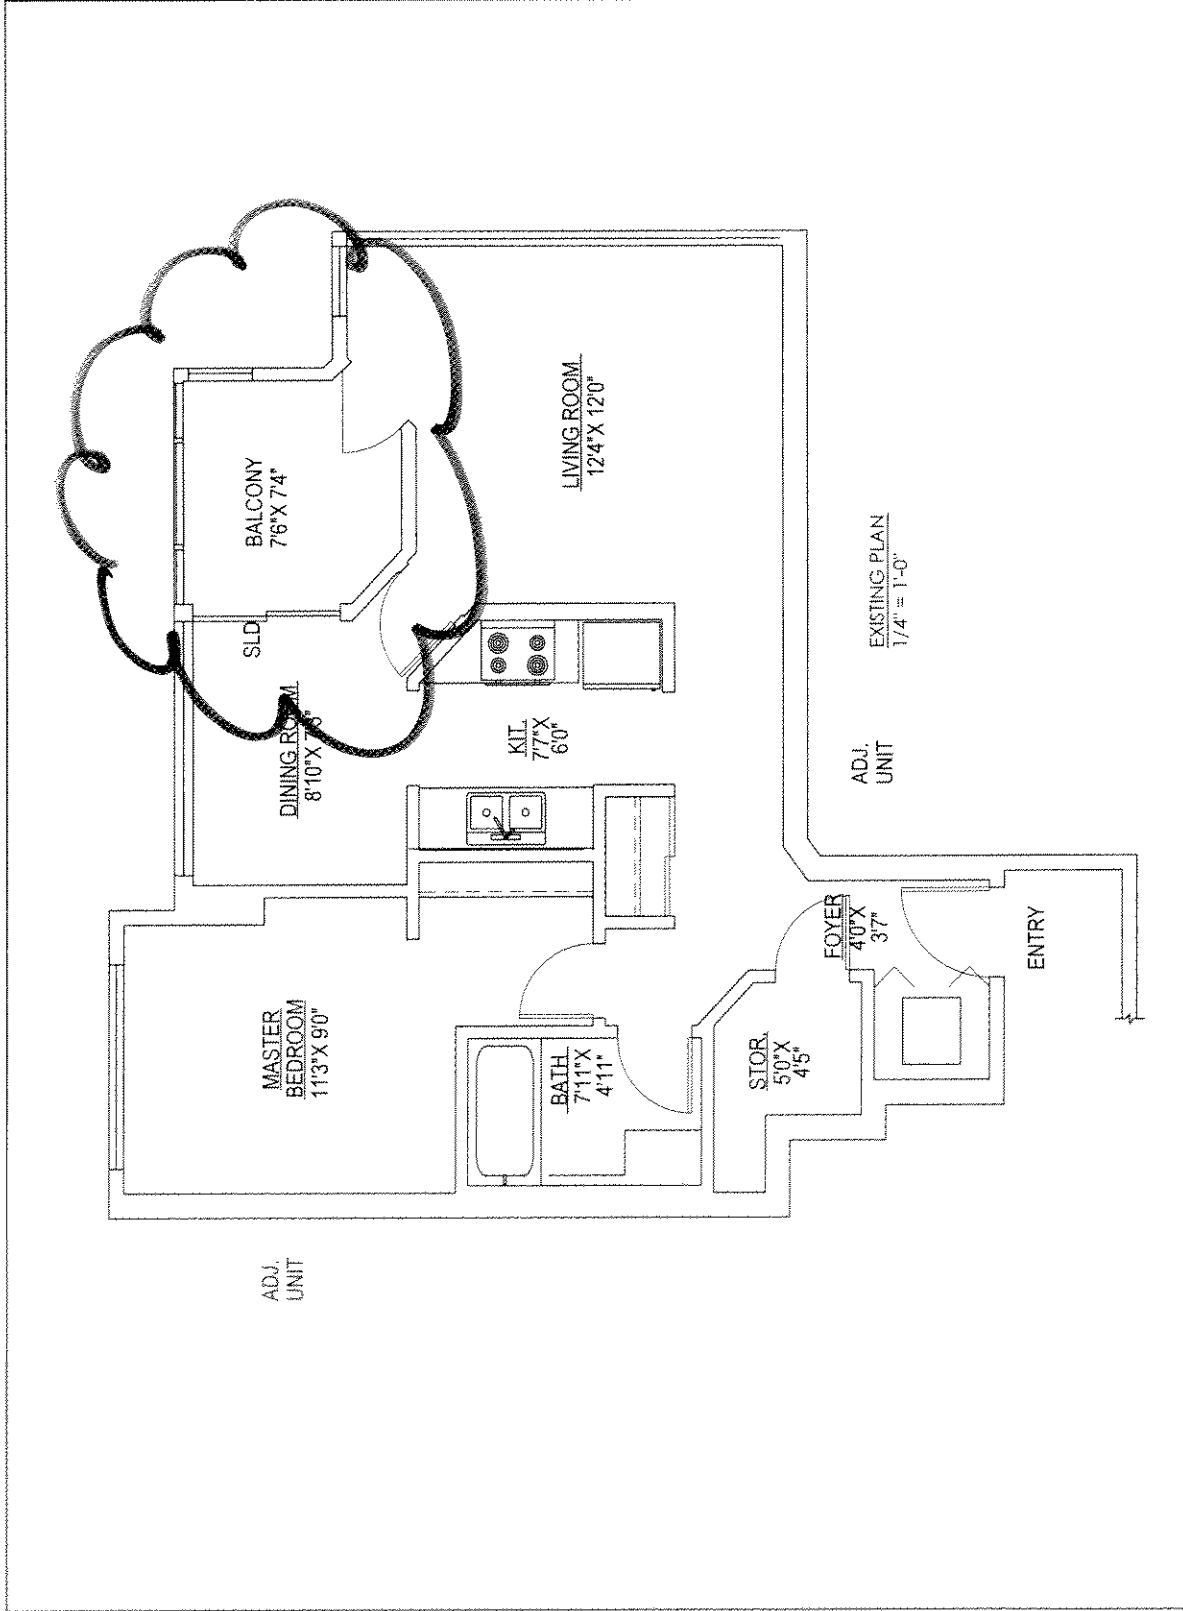 BALCONY
7'6"X 7'4"
SLD
DINING ROOM
8'10"X
LIVING ROOM
12'4"X 12'0"
KIT.
7'7"X
6'0"
MASTER
BEDROOM
11'3"X 9'0"
BATH
7'11"X
4'11"
STOR.
5'0"X
4'5"
FOYER
4'0"X
3'7"
ENTRY
ADJ.
UNIT
ADJ.
UNIT
EXISTING PLAN
1/4" = 1'-0"